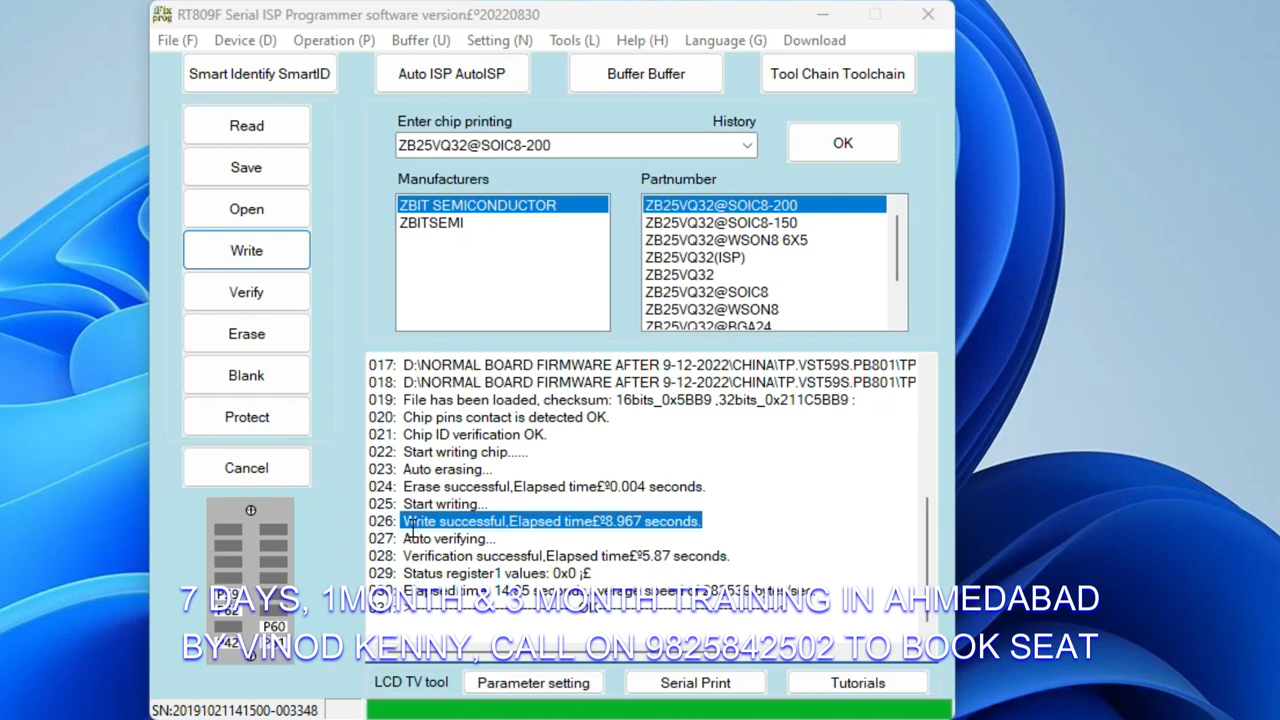 RT809F Serial ISP Programmer software version£º20220830
File (F) Device (D) Operation (P) Buffer (U) Setting (N) Tools (L) Help (H) Language (G) Download
Smart Identify SmartID Auto ISP AutoISP Buffer Buffer Tool Chain Toolchain
Read
Save
Open
Write
Verify
Erase
Blank
Protect
Cancel
Enter chip printing History
ZB25VQ32@SOIC8-200
OK
Manufacturers
ZBIT SEMICONDUCTOR
ZBITSEMI
Partnumber
ZB25VQ32@SOIC8-200
ZB25VQ32@SOIC8-150
ZB25VQ32@WSON8 6X5
ZB25VQ32(ISP)
ZB25VQ32
ZB25VQ32@SOIC8
ZB25VQ32@WSON8
ZB25VQ32@BGA24
017: D:\NORMAL BOARD FIRMWARE AFTER 9-12-2022\CHINA\TP.VST59S.PB801\TP
018: D:\NORMAL BOARD FIRMWARE AFTER 9-12-2022\CHINA\TP.VST59S.PB801\TP
019: File has been loaded, checksum: 16bits_0x5BB9 ,32bits_0x211C5BB9 :
020: Chip pins contact is detected OK.
021: Chip ID verification OK.
022: Start writing chip......
023: Auto erasing...
024: Erase successful,Elapsed time£º0.004 seconds.
025: Start writing...
026: Write successful,Elapsed time£º8.967 seconds.
027: Auto verifying...
028: Verification successful,Elapsed time£º5.87 seconds.
029: Status register1 values: 0x0 ¡£
OK
P60
7 DAYS, 1MONTH & 3 MONTH TRAINING IN AHMEDABAD
BY VINOD KENNY, CALL ON 9825842502 TO BOOK SEAT
LCD TV tool Parameter setting Serial Print Tutorials
SN:20191021141500-003348